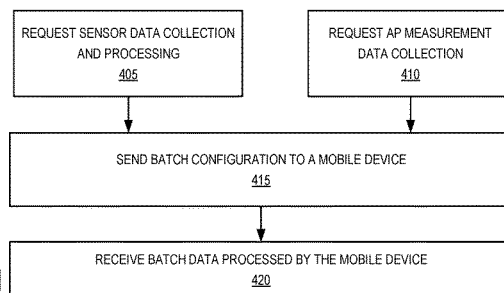 REQUEST SENSOR DATA COLLECTION
AND PROCESSING
405
REQUEST AP MEASUREMENT
DATA COLLECTION
410
SEND BATCH CONFIGURATION TO A MOBILE DEVICE
415
RECEIVE BATCH DATA PROCESSED BY THE MOBILE DEVICE
420